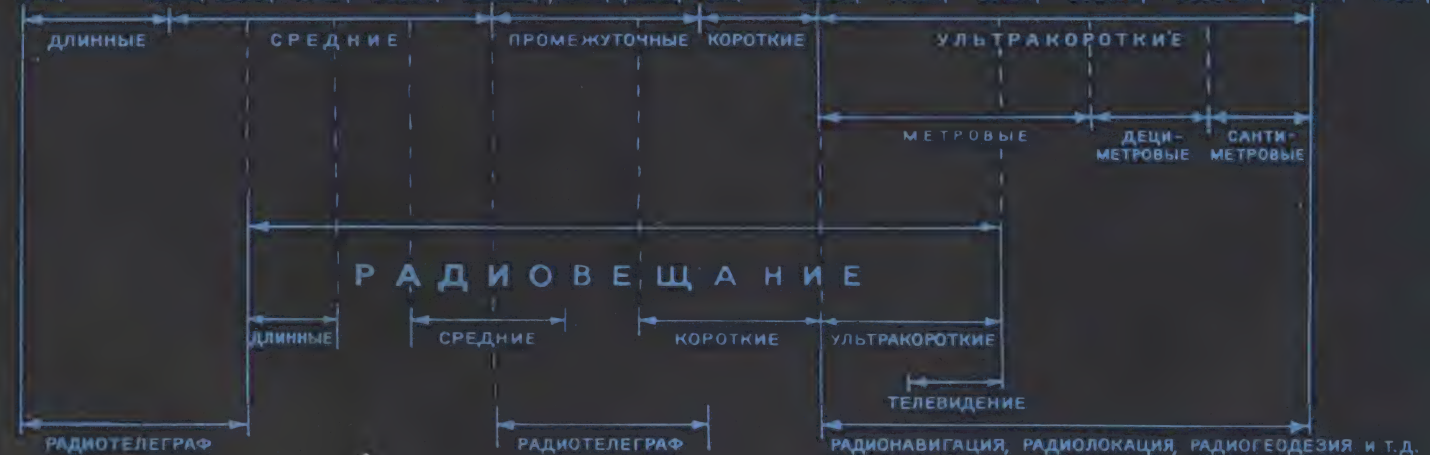 ДЛИННЫЕ СРЕДНИЕ ПРОМЕЖУТОЧНЫЕ КОРОТКИЕ УЛЬТРАКОРОТКИЕ
МЕТРОВЫЕ ДЕЦИ- САНТИ-
МЕТРОВЫЕ МЕТРОВЫЕ
РАДИОВЕЩАНИЕ
ДЛИННЫЕ СРЕДНИЕ КОРОТКИЕ УЛЬТРАКОРОТКИЕ
ТЕЛЕВИДЕНИЕ
РАДИОТЕЛЕГРАФ РАДИОТЕЛЕГРАФ РАДИОНАВИГАЦИЯ, РАДИОЛОКАЦИЯ, РАДИОГЕОДЕЗИЯ И Т.Д.